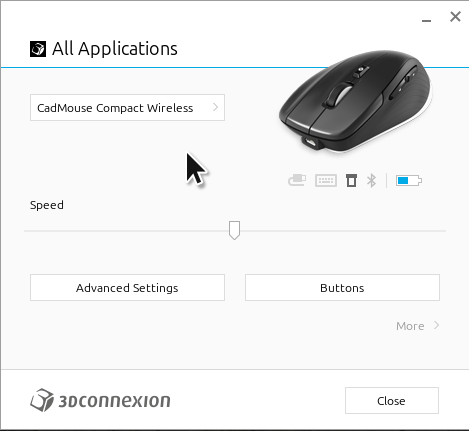 All Applications
CadMouse Compact Wireless
Speed
Advanced Settings
Buttons
More
3Dconnexion
Close